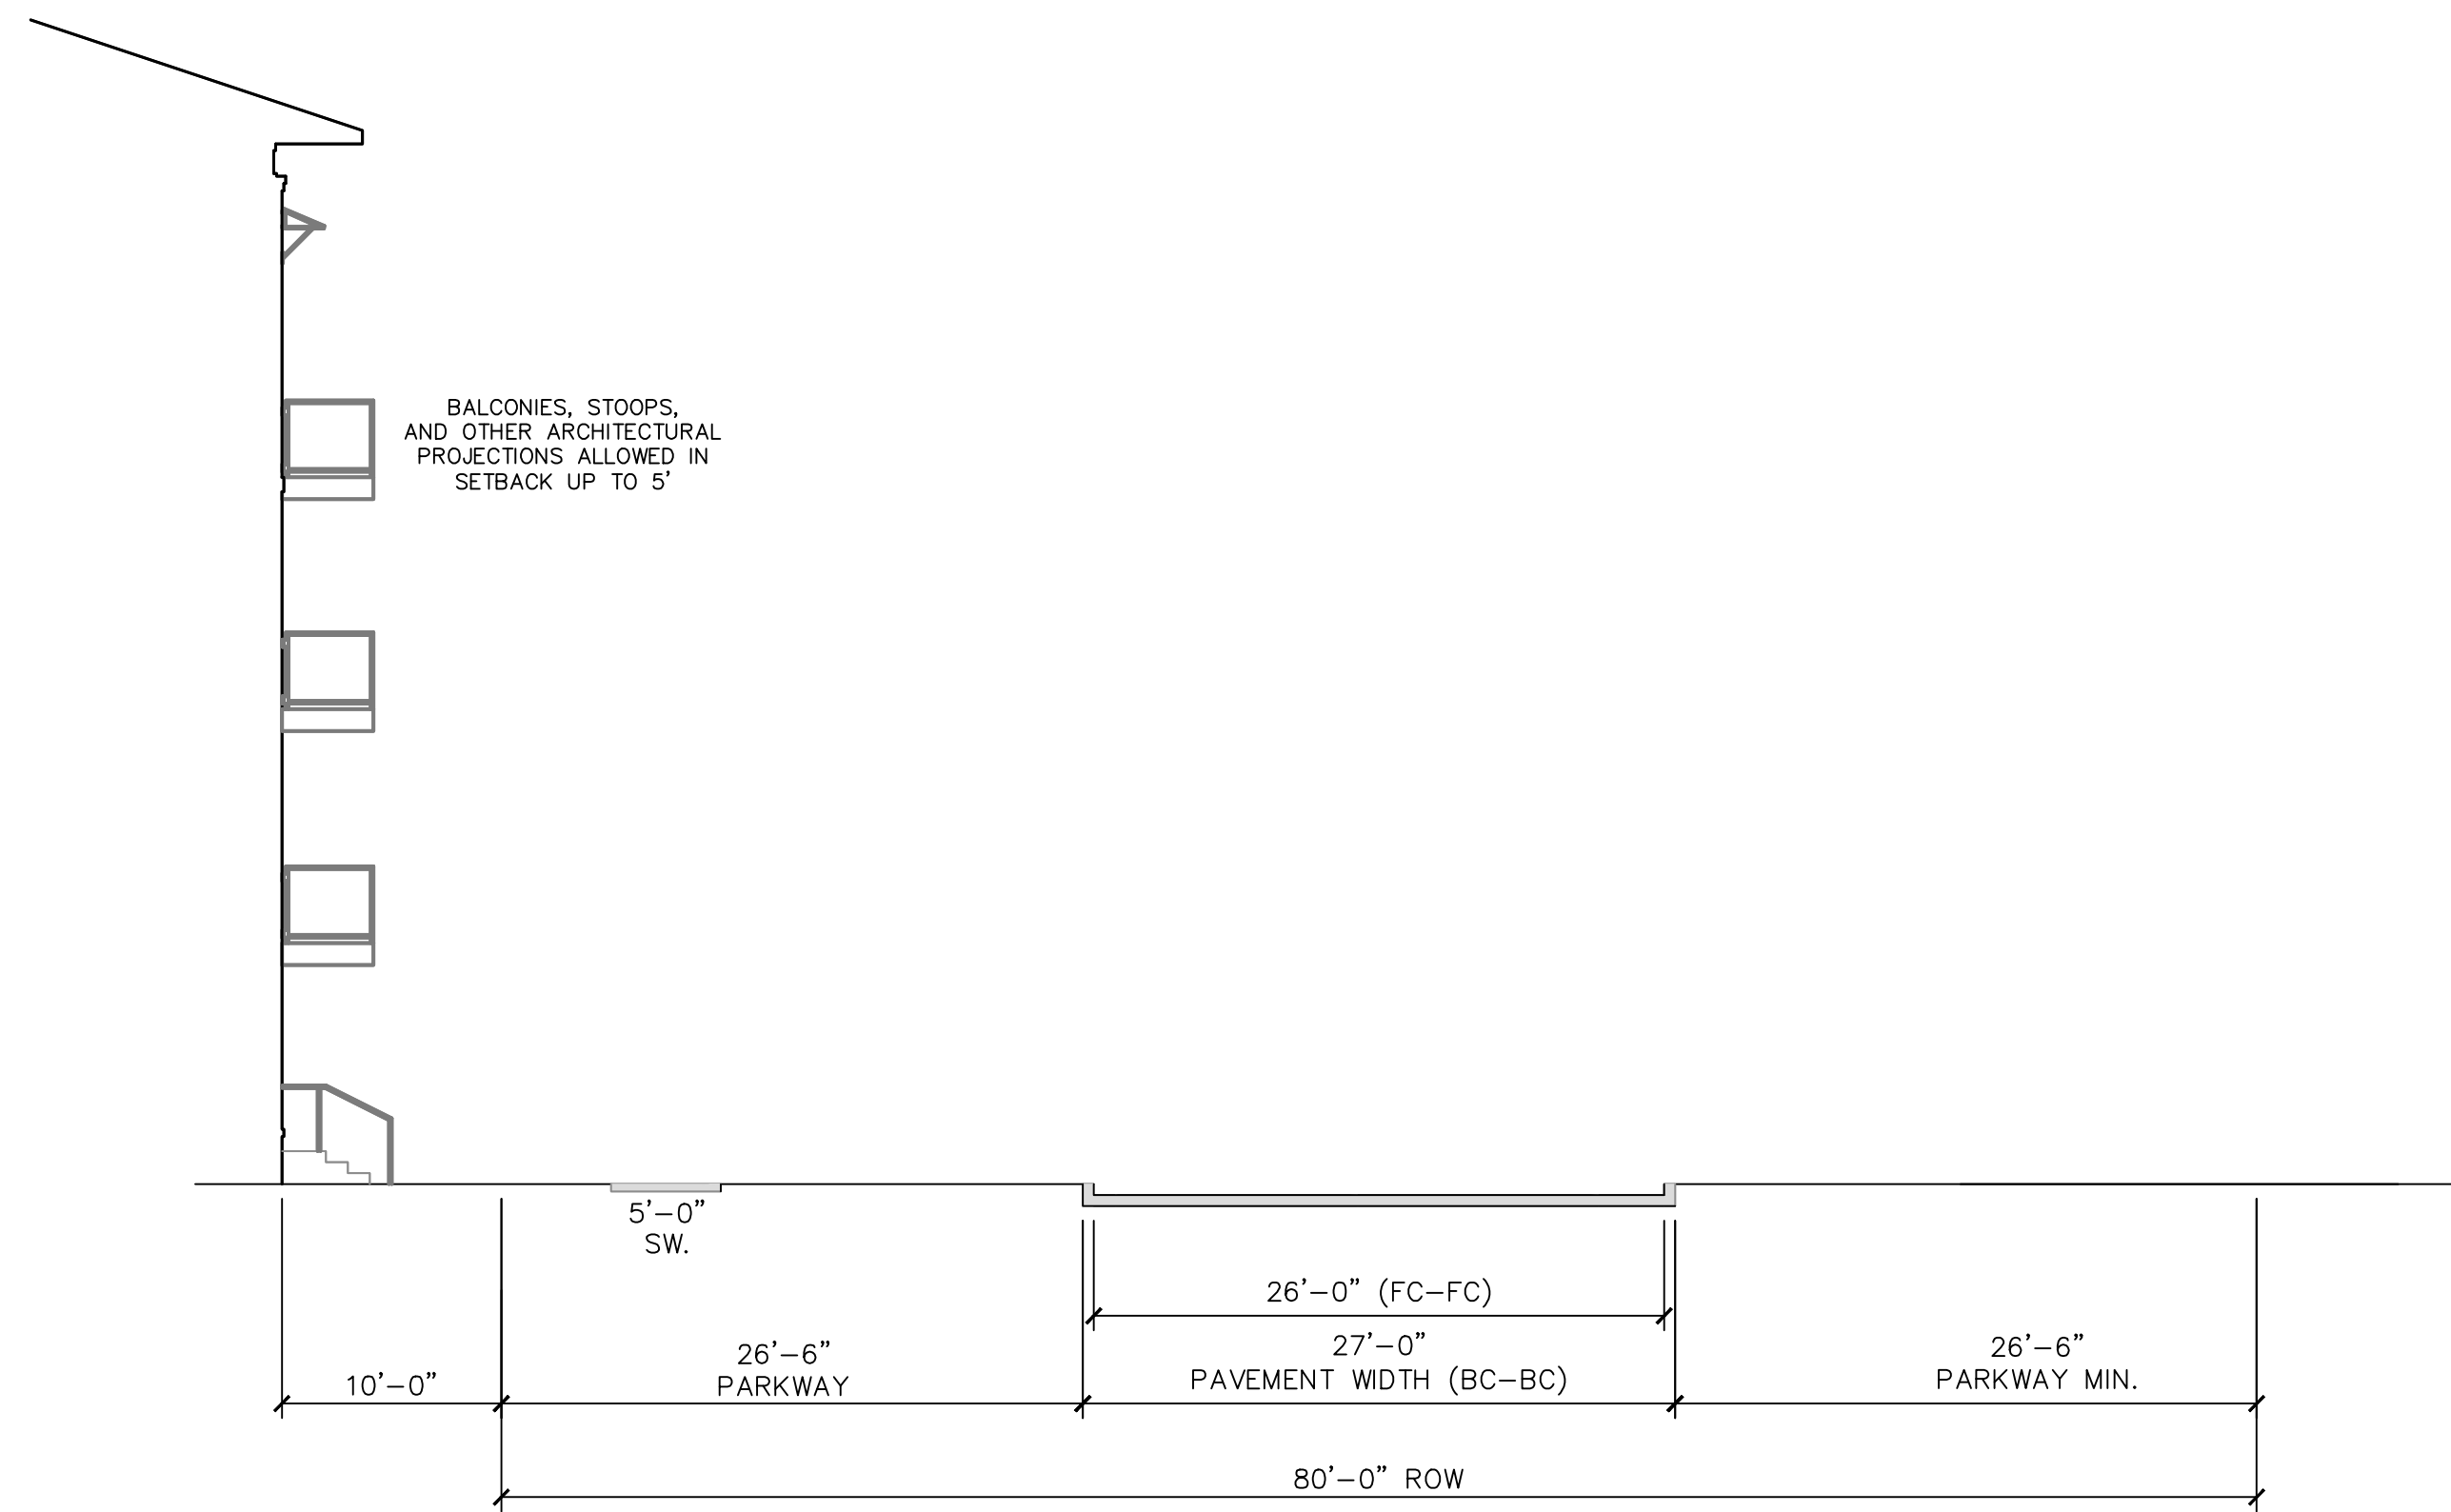 BALCONIES, STOOPS,
AND OTHER ARCHITECTURAL
PROJECTIONS ALLOWED IN
SETBACK UP TO 5'
5'-0"
SW.
26'-0" (FC-FC)
10'-0"
26'-6"
PARKWAY
27'-0"
PAVEMENT WIDTH (BC-BC)
26'-6"
PARKWAY MIN.
80'-0" ROW